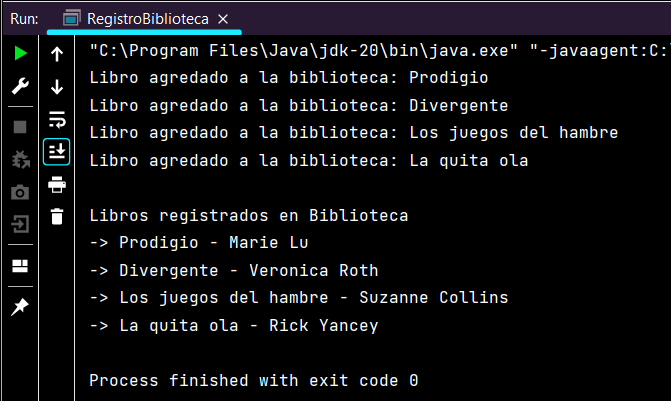 Run: RegistroBiblioteca
"C:\Program Files\Java\jdk-20\bin\java.exe" "-javaagent:C:
Libro agredado a la biblioteca: Prodigio
Libro agredado a la biblioteca: Divergente
Libro agredado a la biblioteca: Los juegos del hambre
Libro agredado a la biblioteca: La quita ola
Libros registrados en Biblioteca
-> Prodigio - Marie Lu
-> Divergente - Veronica Roth
-> Los juegos del hambre - Suzanne Collins
-> La quita ola - Rick Yancey
Process finished with exit code 0